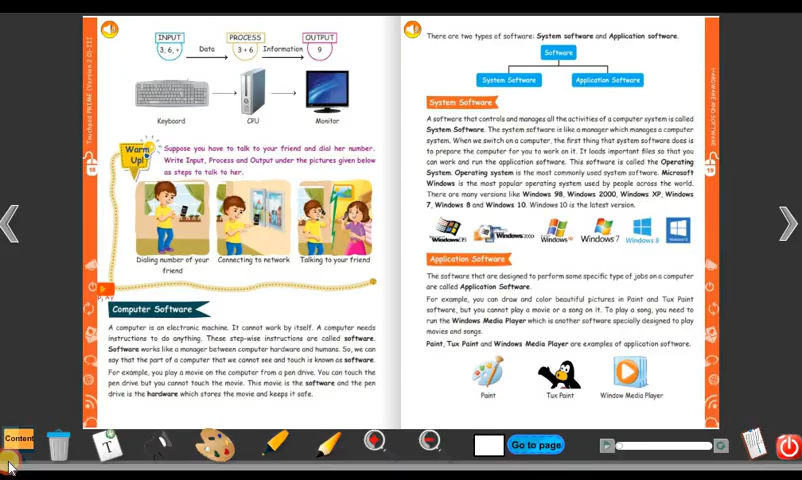 INPUT
PROCESS
OUTPUT
3, 6, +
Data
3 + 6
Information
9
Keyboard
CPU
Monitor
Warm Up!
Suppose you have to talk to your friend and dial her number.
Write Input, Process and Output under the pictures given below
as steps to talk to her.
Dialing number of your
friend
Connecting to network
Talking to your friend
Computer Software
A computer is an electronic machine. It cannot work by itself. A computer needs
instructions to do anything. These step-wise instructions are called software.
Software works like a manager between computer hardware and humans. So, we can
say that the part of a computer that we cannot see and touch is known as software.
For example, you play a movie on the computer from a pen drive. You can touch the
pen drive but you cannot touch the movie. This movie is the software and the pen
drive is the hardware which stores the movie and keeps it safe.
Touchpad PRIME (Version 2.0)-III
18
There are two types of software: System software and Application software.
Software
System Software
Application Software
System Software
A software that controls and manages all the activities of a computer system is called
System Software. The system software is like a manager which manages a computer
system. When we switch on a computer, the first thing that system software does is
to prepare the computer for you to work on it. It loads important files so that you
can work and run the application software. This software is called the Operating
System. Operating system is the most commonly used system software. Microsoft
Windows is the most popular operating system used by people across the world.
There are many versions like Windows 98, Windows 2000, Windows XP, Windows
7, Windows 8 and Windows 10. Windows 10 is the latest version.
Windows 2000
Windows 7
Windows 8
Application Software
The software that are designed to perform some specific type of jobs on a computer
are called Application Software.
For example, you can draw and color beautiful pictures in Paint and Tux Paint
software, but you cannot play a movie or a song on it. To play a song, you need to
run the Windows Media Player which is another software specially designed to play
movies and songs.
Paint, Tux Paint and Windows Media Player are examples of application software.
Paint
Tux Paint
Window Media Player
HARDWARE AND SOFTWARE
19
Content
T
Go to page